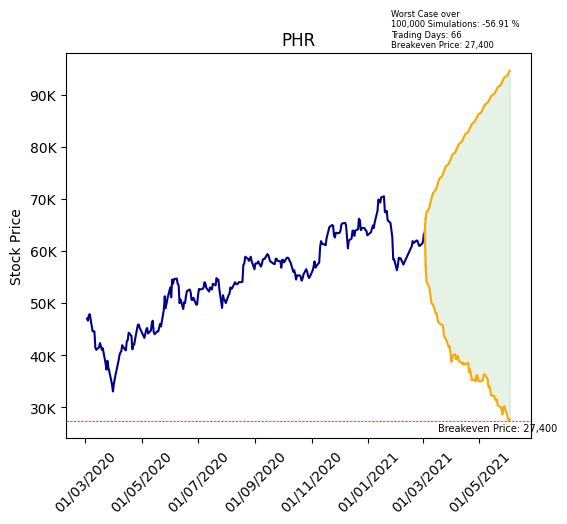 Worst Case over
100,000 Simulations: -56.91 %
Trading Days: 66
Breakeven Price: 27,400
PHR
Stock Price
90K
80K
70K
60K
50K
40K
30K
Breakeven Price: 27,400
01/03/2020
01/05/2020
01/07/2020
01/09/2020
01/11/2020
01/01/2021
01/03/2021
01/05/2021